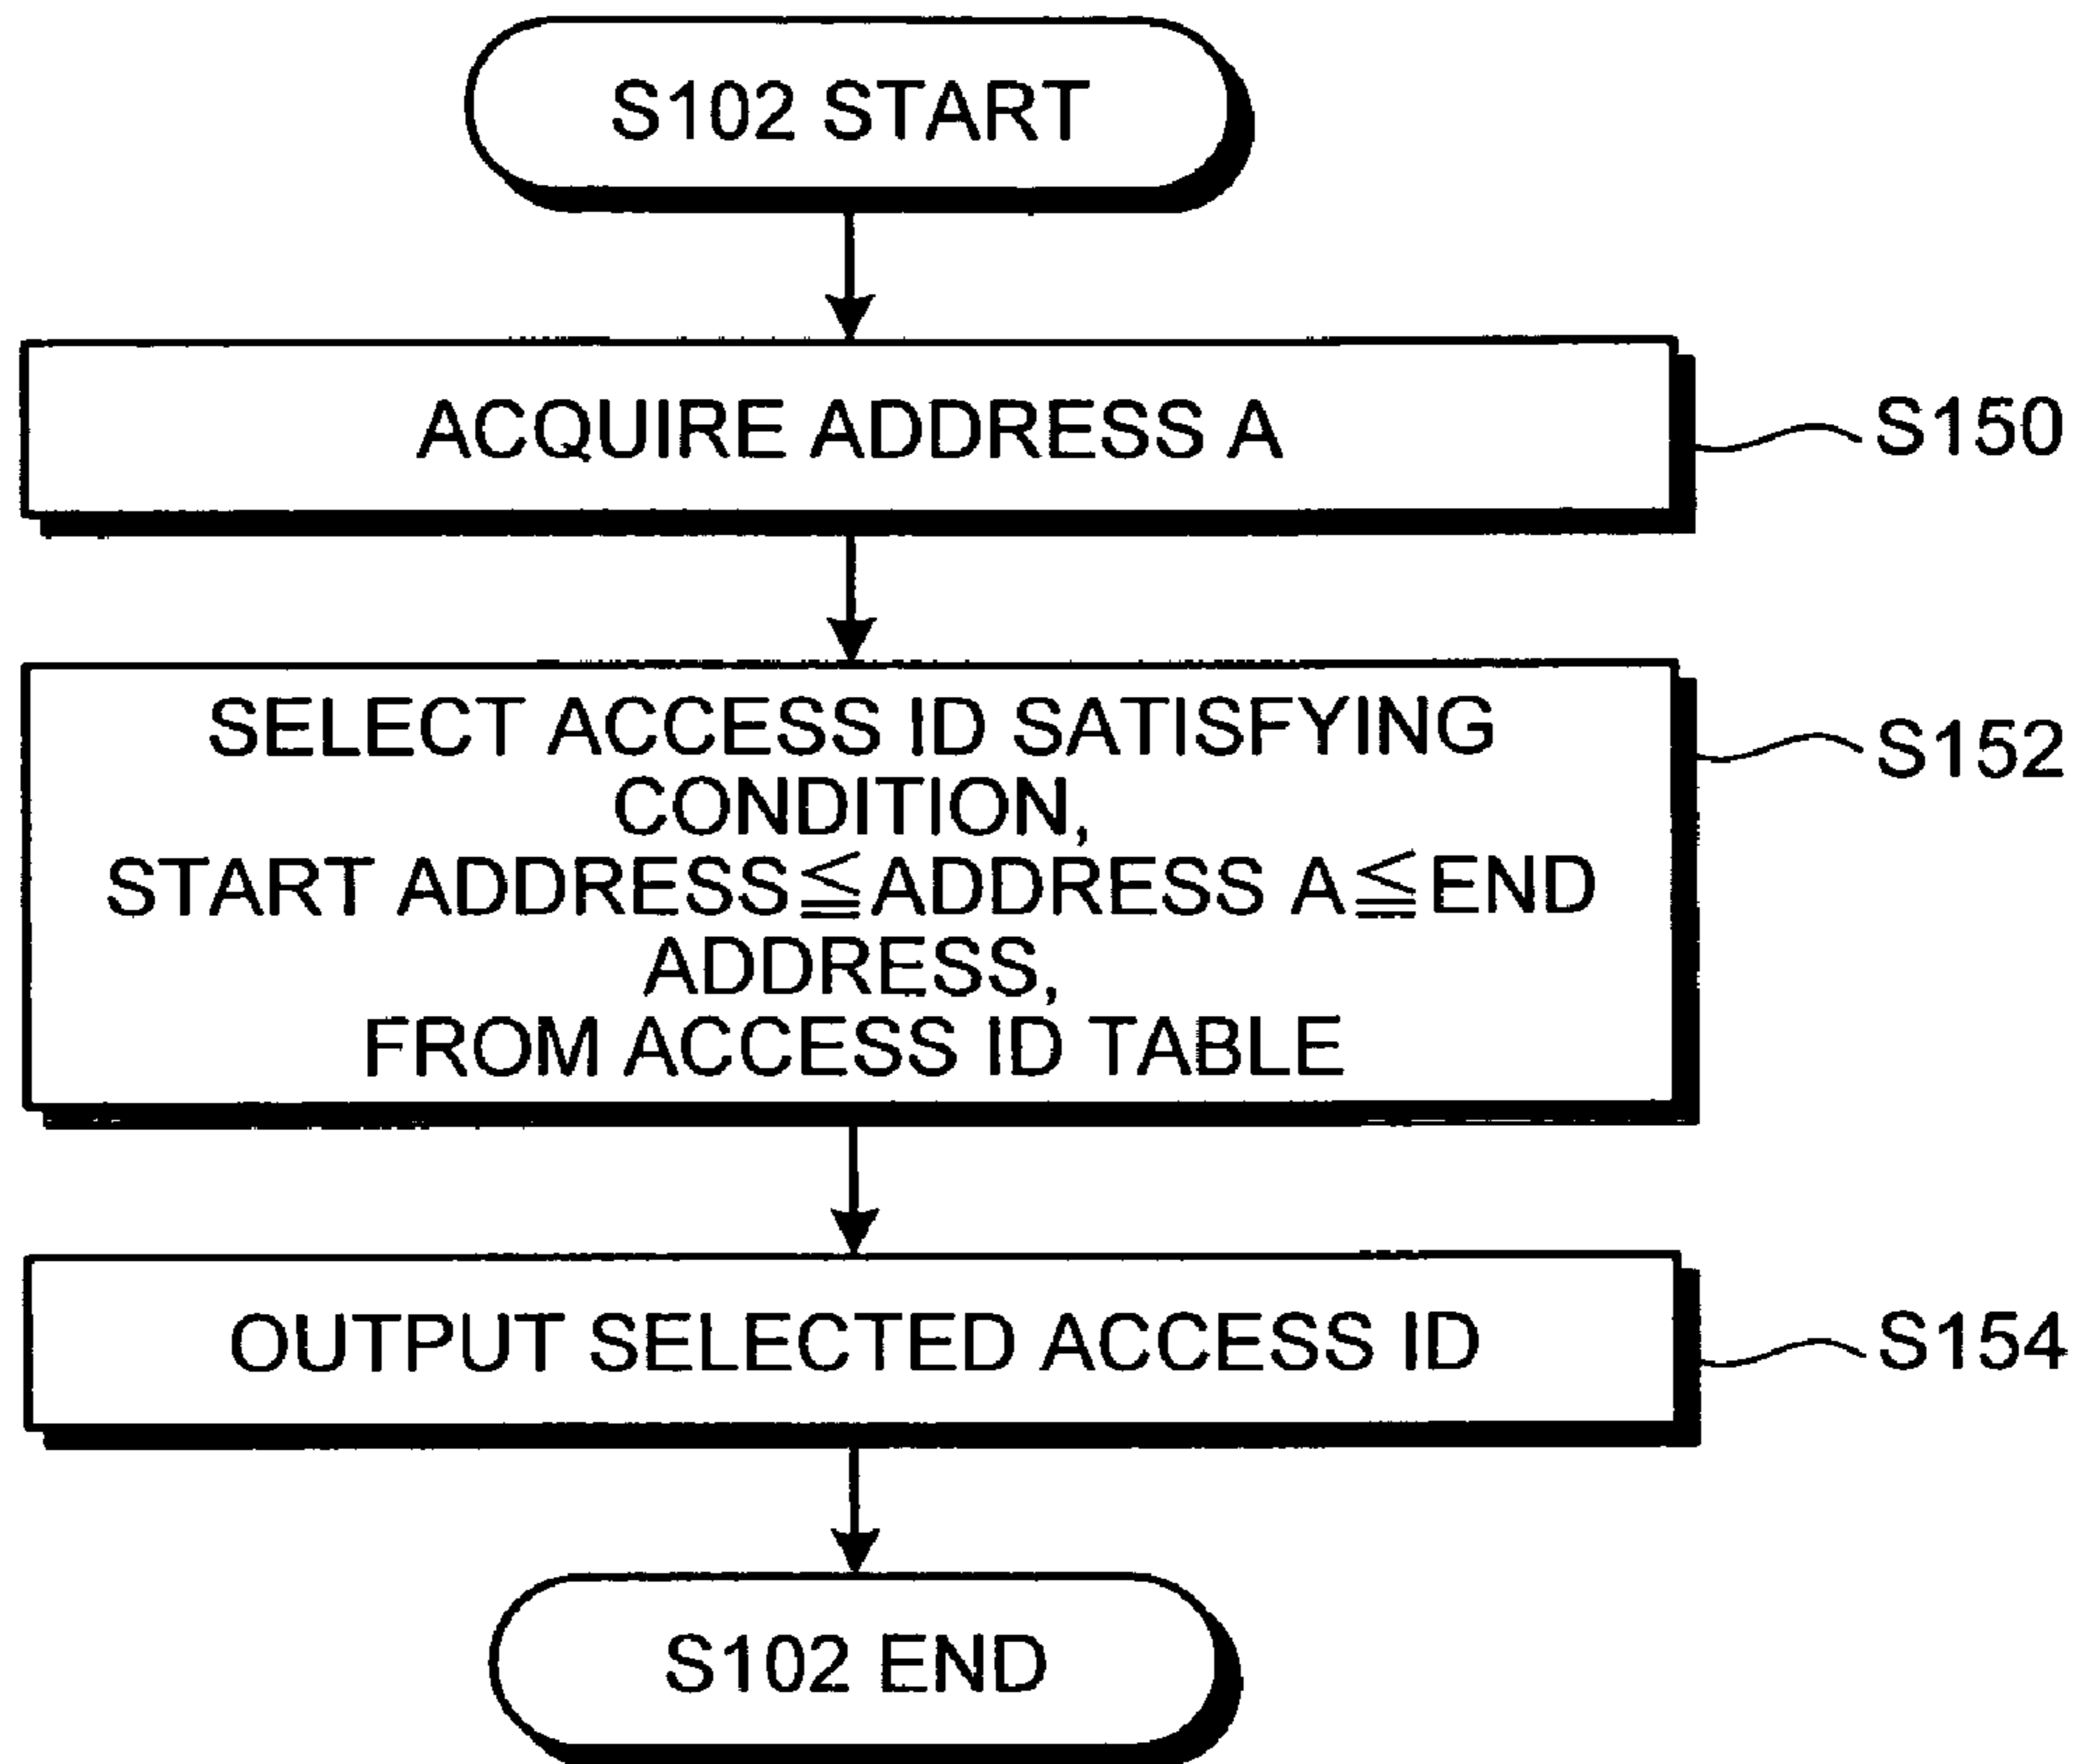 S102 START
ACQUIRE ADDRESS A
S150
SELECT ACCESS ID SATISFYING
CONDITION,
START ADDRESS≦ADDRESS A≦END
ADDRESS,
FROM ACCESS ID TABLE
S152
OUTPUT SELECTED ACCESS ID
S154
S102 END